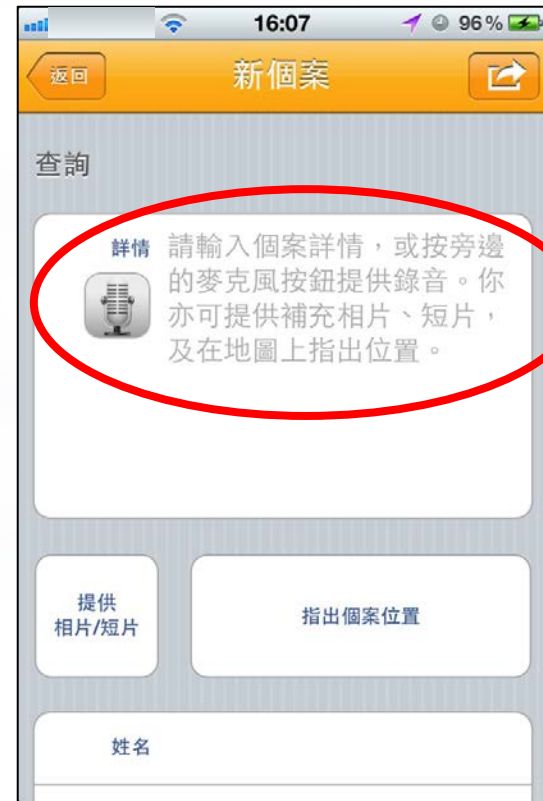 16:07
96%
返回
新個案
查詢
詳情
請輸入個案詳情，或按旁邊
的麥克風按鈕提供錄音。你
亦可提供補充相片、短片，
及在地圖上指出位置。
提供
相片/短片
指出個案位置
姓名